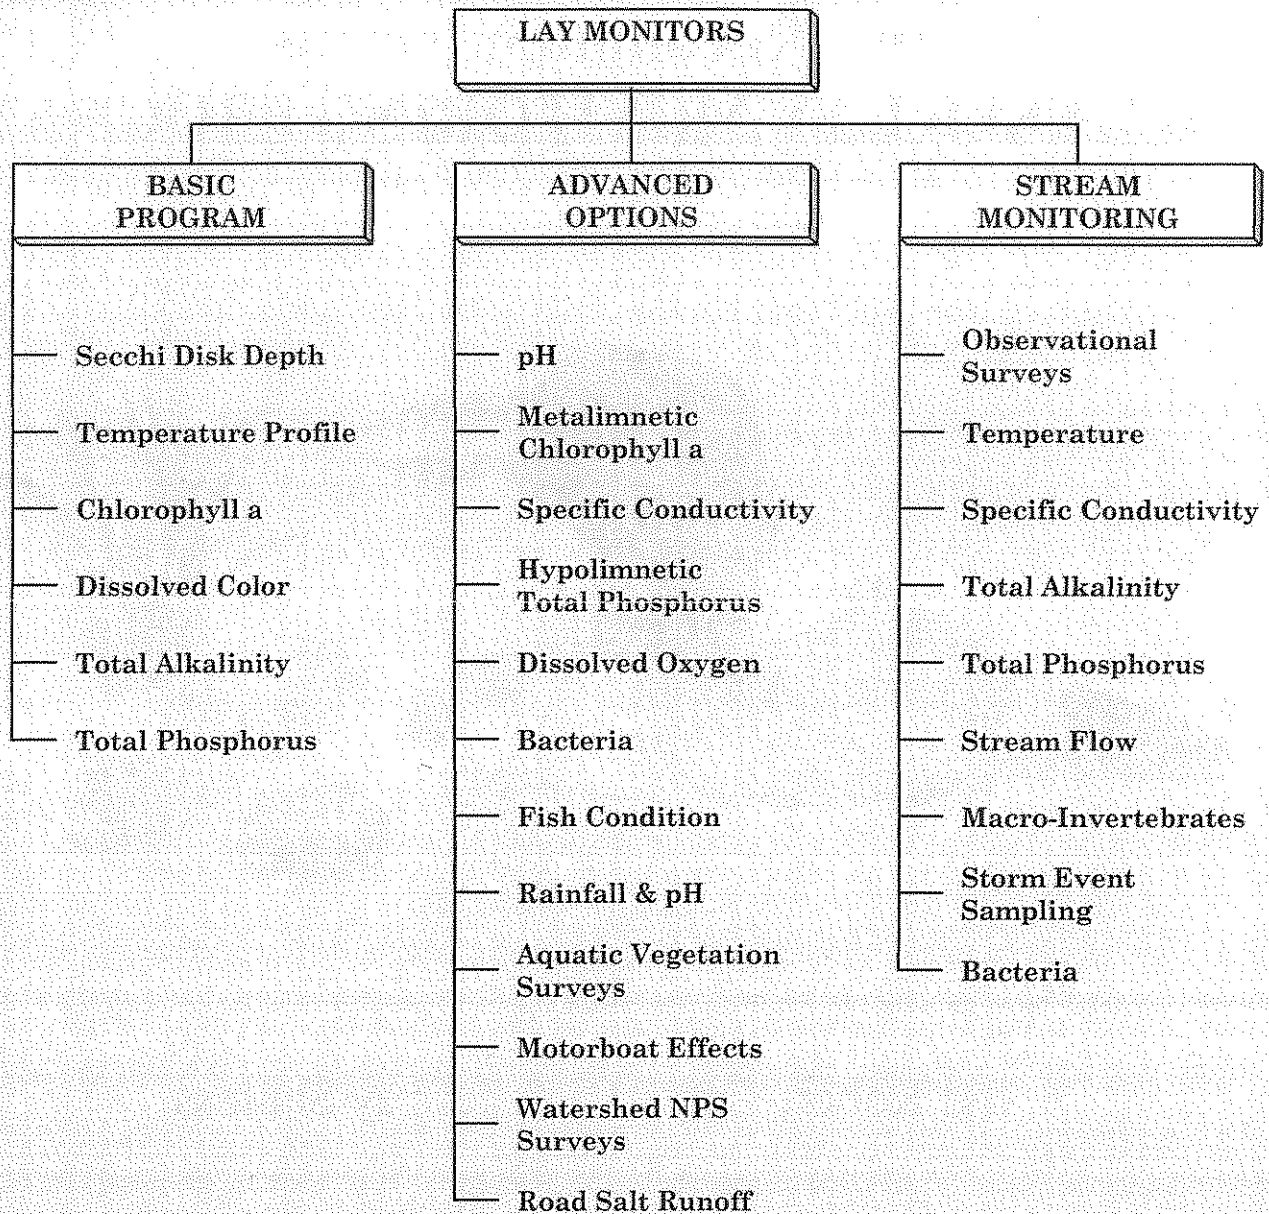 LAY MONITORS
BASIC
PROGRAM
Secchi Disk Depth
Temperature Profile
Chlorophyll a
Dissolved Color
Total Alkalinity
Total Phosphorus
ADVANCED
OPTIONS
pH
Metalimnetic
Chlorophyll a
Specific Conductivity
Hypolimnetic
Total Phosphorus
Dissolved Oxygen
Bacteria
Fish Condition
Rainfall & pH
Aquatic Vegetation
Surveys
Motorboat Effects
Watershed NPS
Surveys
Road Salt Runoff
STREAM
MONITORING
Observational
Surveys
Temperature
Specific Conductivity
Total Alkalinity
Total Phosphorus
Stream Flow
Macro-Invertebrates
Storm Event
Sampling
Bacteria